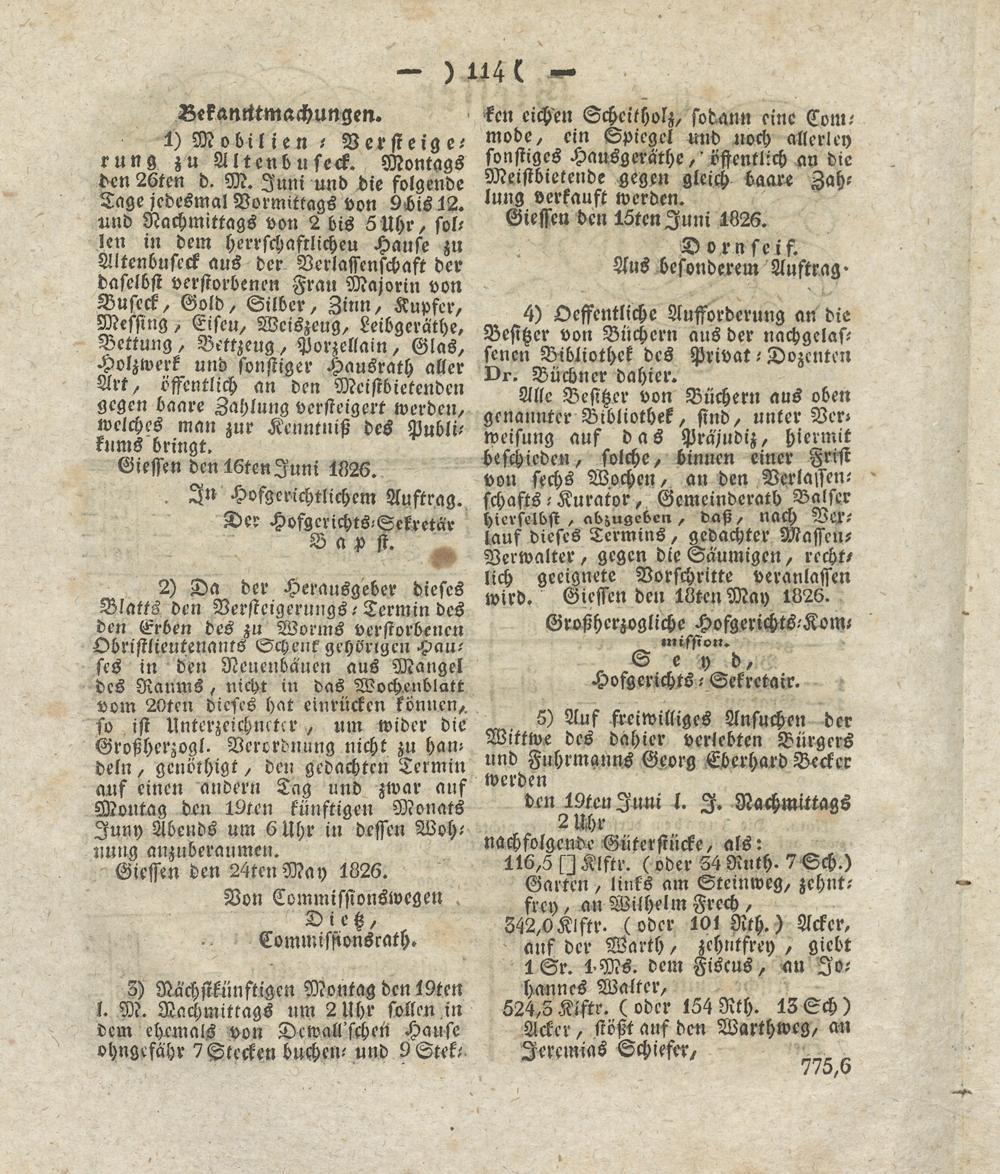 — ) 114 ( —
Bekanntmachungen.
1) Mobilien⸗Versteige⸗
rung zu Altenbuseck. Montags
den 26ten d. M. Juni und die folgende
Tage jedesmal Vormittags von 9 bis 12.
und Nachmittags von 2 bis 5 Uhr, sol⸗
len in dem herrschaftlichen Hause zu
Altenbuseck aus der Verlassenschaft der
daselbst verstorbenen Frau Majorin von
Buseck, Gold, Silber, Zinn, Kupfer,
Messing, Eisen, Weiszeug, Leibgeräthe,
Bettung, Bettzeug, Porzellain, Glas,
Holzwerk und sonstiger Hausrath aller
Art, öffentlich an den Meistbietenden
gegen baare Zahlung versteigert werden,
welches man zur Kenntniß des Publi⸗
kums bringt.
Giessen den 16ten Juni 1826.
In Hofgerichtlichem Auftrag.
Der Hofgerichts⸗Sekretär
Bapst.
2) Da der Herausgeber dieses
Blatts den Versteigerungs⸗Termin des
den Erben des zu Worms verstorbenen
Obristlieutenants Schenk gehörigen Hau⸗
ses in den Neuenbäuen aus Mangel
des Raums, nicht in das Wochenblatt
vom 20ten dieses hat einrücken können,
so ist Unterzeichneter, um wider die
Großherzogl. Verordnung nicht zu han⸗
deln, genöthigt, den gedachten Termin
auf einen andern Tag und zwar auf
Montag den 19ten künftigen Monats
Juny Abends um 6 Uhr in dessen Woh⸗
nung anzuberaumen.
Giessen den 24ten May 1826.
Von Commissionswegen
Dietz,
Commissionsrath.
3) Nächstkünftigen Montag den 19ten
l. M. Nachmittags um 2 Uhr sollen in
dem ehemals von Dewall'schen Hause
ohngefähr 7 Stecken buchen⸗ und 9 Stek⸗
ken eichen Scheitholz, sodann eine Com⸗
mode, ein Spiegel und noch allerley
sonstiges Hausgeräthe, öffentlich an die
Meistbietende gegen gleich baare Zah⸗
lung verkauft werden.
Giessen den 15ten Juni 1826.
Dornseif.
Aus besonderem Auftrag.
4) Oeffentliche Aufforderung an die
Besitzer von Büchern aus der nachgelas⸗
senen Bibliothek des Privat⸗Dozenten
Dr. Büchner dahier.
Alle Besitzer von Büchern aus oben
genannter Bibliothek, sind, unter Ver⸗
weisung auf das Präjudiz, hiermit
beschieden, solche, binnen einer Frist
von sechs Wochen, an den Verlassen⸗
schafts⸗Kurator, Gemeinderath Balser
hierselbst, abzugeben, daß, nach Ver⸗
lauf dieses Termins, gedachter Massen⸗
Verwalter, gegen die Säumigen, recht⸗
lich geeignete Vorschritte veranlassen
wird. Giessen den 18ten May 1826.
Großherzogliche Hofgerichts⸗Kom⸗
mission.
Seyd,
Hofgerichts⸗Sekretair.
5) Auf freiwilliges Ansuchen der
Wittwe des dahier verlebten Bürgers
und Fuhrmanns Georg Eberhard Becker
werden
den 19ten Juni l. J. Nachmittags
2 Uhr
nachfolgende Güterstücke, als:
116,5 [] Klftr. (oder 34 Ruth. 7 Sch.)
Garten, links am Steinweg, zehnt⸗
frey, an Wilhelm Frech,
342,0 Klftr. (oder 101 Rth.) Acker,
auf der Warth, zehntfrey, giebt
1 Sr. 1 Ms. dem Fiscus, an Jo⸗
hannes Walter,
524,3 Klftr. (oder 154 Rth. 13 Sch)
Acker, stößt auf den Warthweg, an
Jeremias Schiefer,
775,6